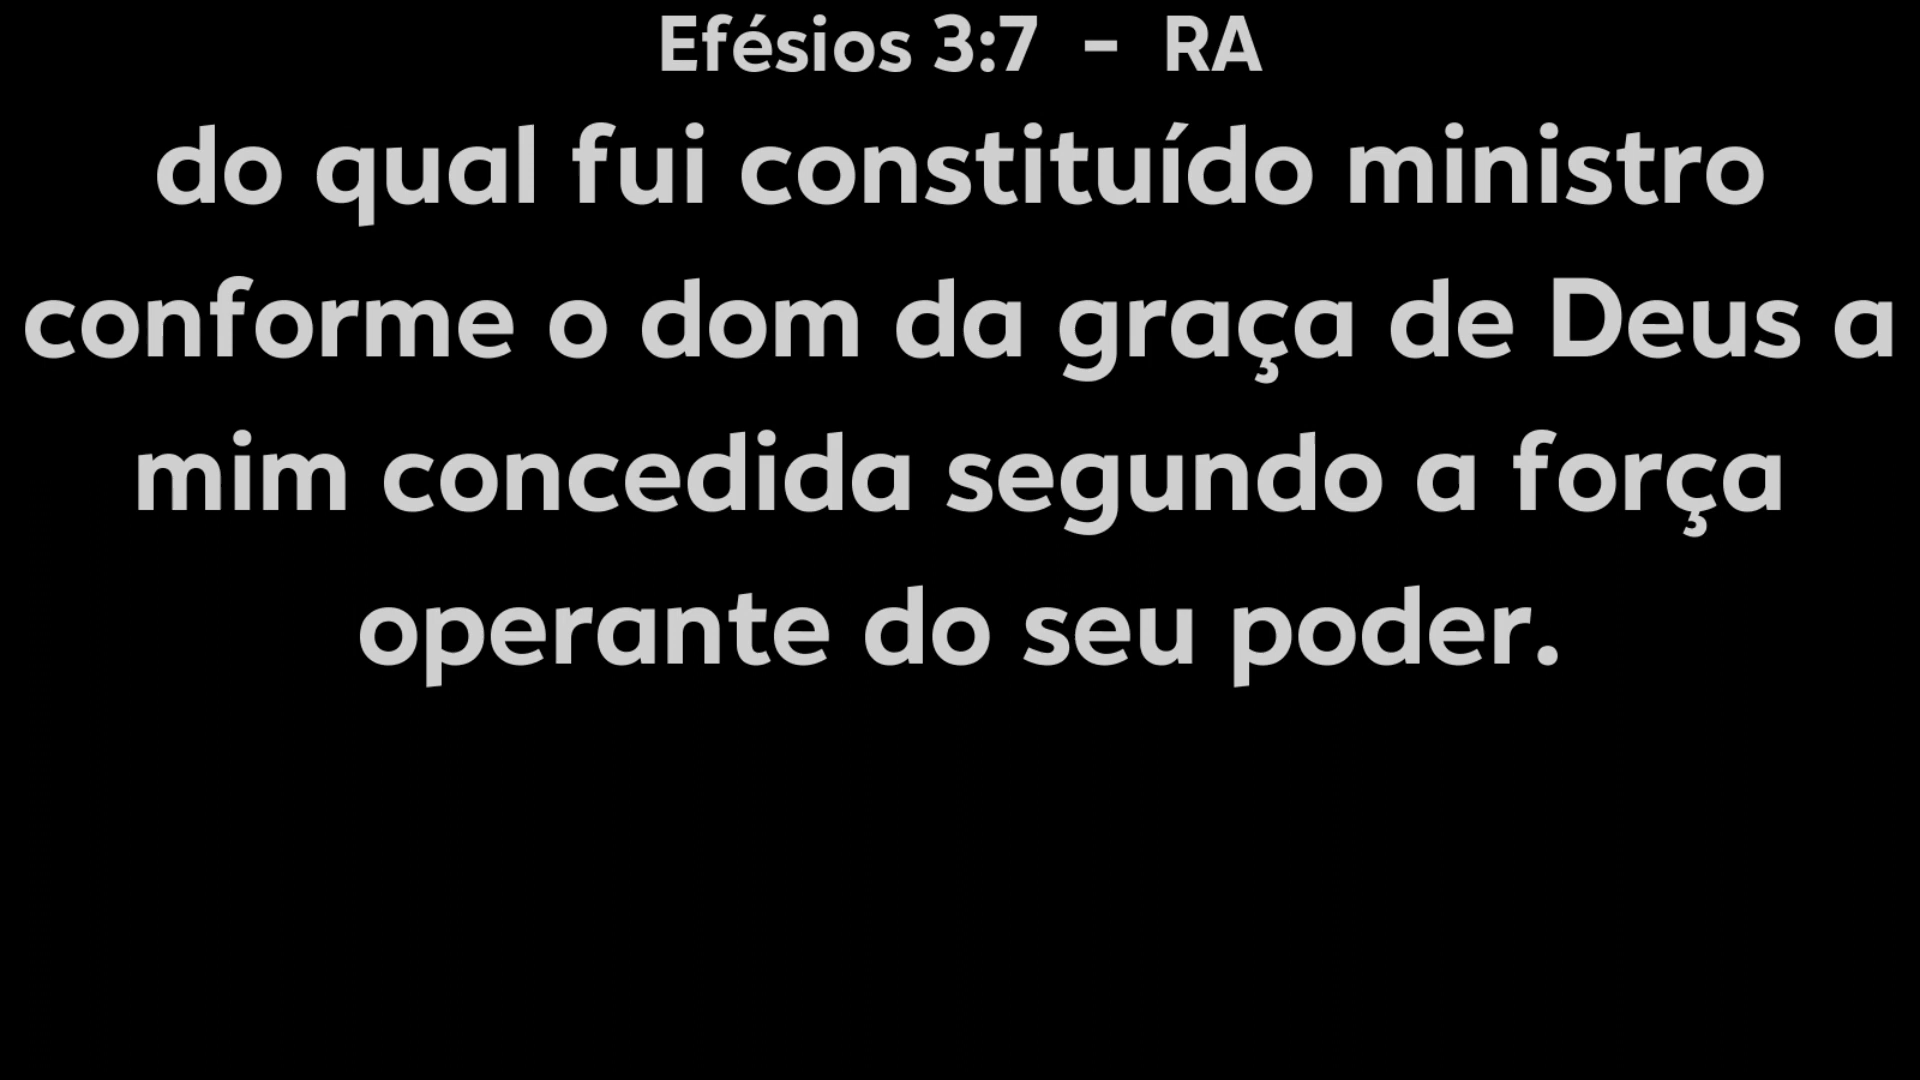 Efésios 3:7 - RA
do qual fui constituído ministro
conforme o dom da graça de Deus a
mim concedida segundo a força
operante do seu poder.